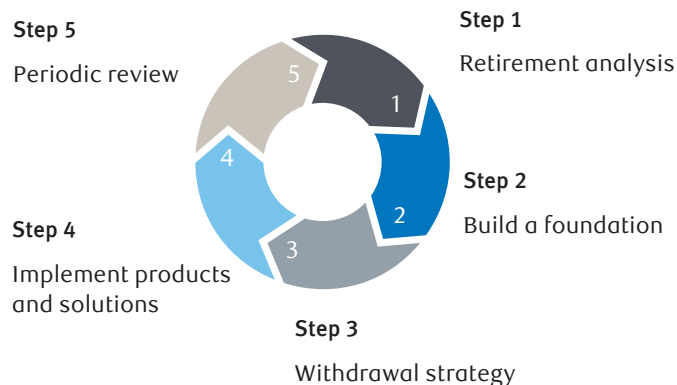 Step 1
Retirement analysis
Step 2
Build a foundation
Step 3
Withdrawal strategy
Step 4
Implement products
and solutions
Step 5
Periodic review
1
2
3
4
5